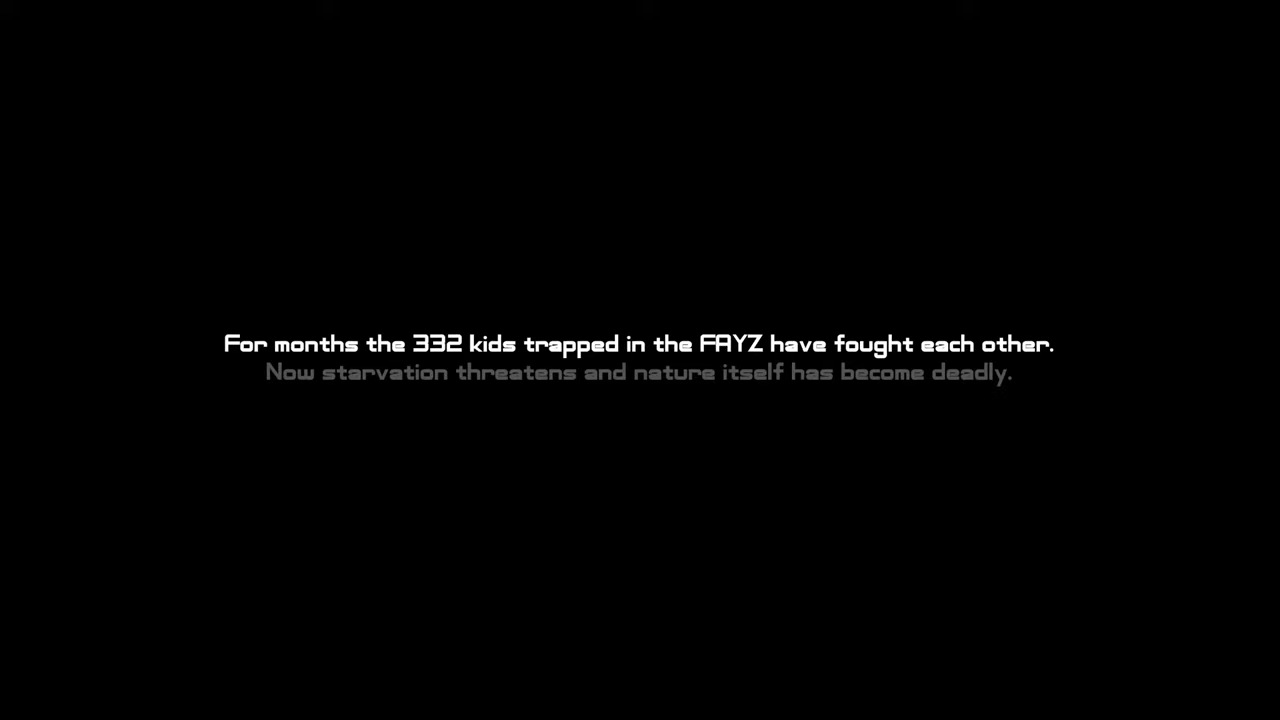 For months the 332 kids trapped in the FAYZ have fought each other.
Now starvation threatens and nature itself has become deadly.